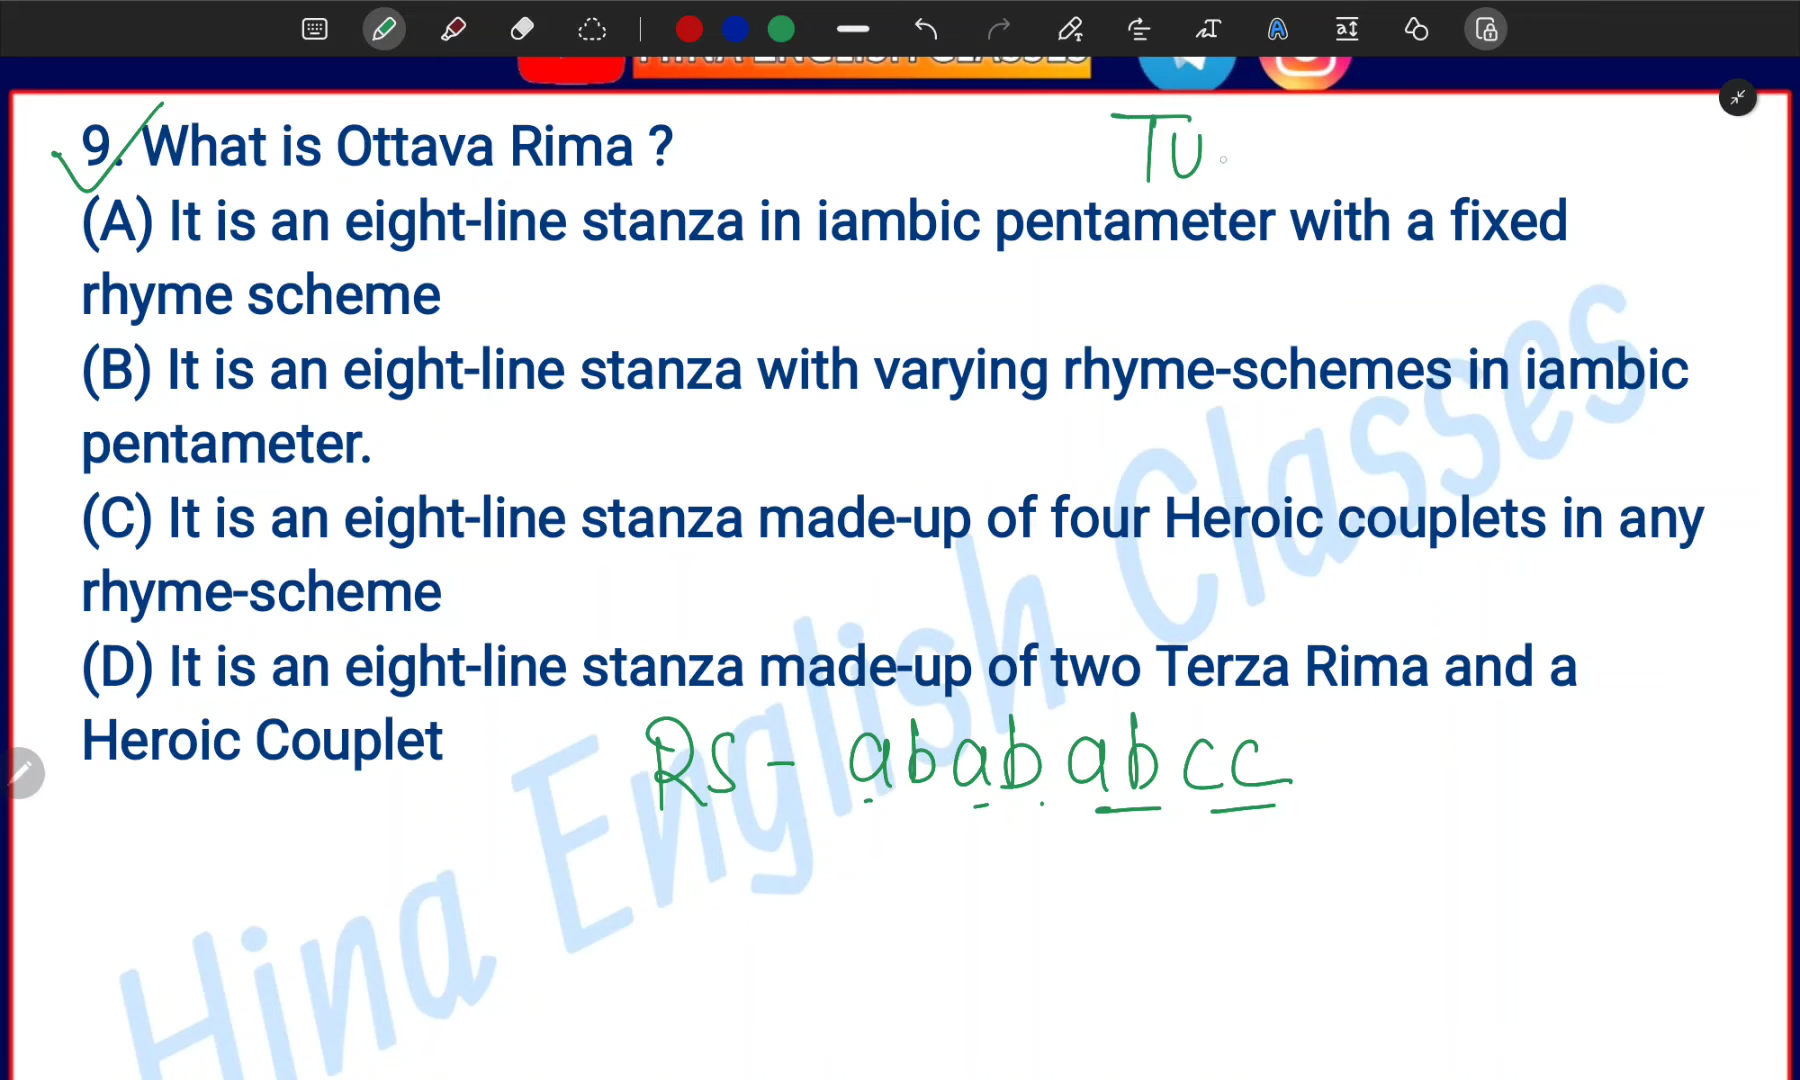 HINA ENGLISH CLASSES
9. What is Ottava Rima ?
TU
(A) It is an eight-line stanza in iambic pentameter with a fixed
rhyme scheme
(B) It is an eight-line stanza with varying rhyme-schemes in iambic
pentameter.
(C) It is an eight-line stanza made-up of four Heroic couplets in any
rhyme-scheme
(D) It is an eight-line stanza made-up of two Terza Rima and a
Heroic Couplet
RS - abababcc
Hina English Classes